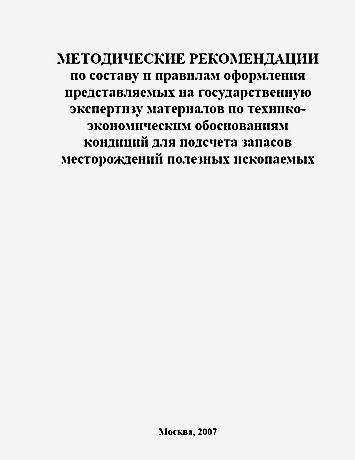 МЕТОДИЧЕСКИЕ РЕКОМЕНДАЦИИ
по составу и правилам оформления
представляемых на государственную
экспертизу материалов по технико-
экономическим обоснованиям
кондиций для подсчета запасов
месторождений полезных ископаемых
Москва, 2007